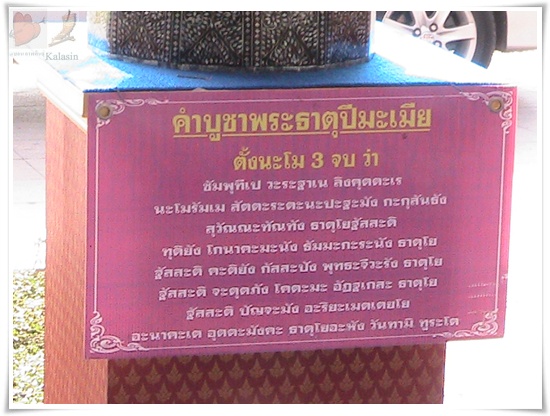 Kalasin
คำบูชาพระธาตุปีมะเมีย
ตั้งนะโม 3 จบ ว่า
ชัมพุทีเป วะระฐาเน สิงคุตตะเร
นะโมรัมเม สัตตะระตะนะปะฐะมัง กะกุสันธัง
สุวัณณะทัณทัง ธาตุโยฐัสสะติ
ทุติยัง โกนาคะมะนัง ธัมมะกะระนัง ธาตุโย
ฐัสสะติ ตะติยัง กัสสะปัง พุทธะจีวะรัง ธาตุโย
ฐัสสะติ จะตุตถัง โคตะมะ อัฏฐเกสะ ธาตุโย
ฐัสสะติ ปัญจะมัง อะริยะเมตเตยโย
อะนาคะเต อุตตะมังคะ ธาตุโยอะหัง วันทามิ ทูระโต